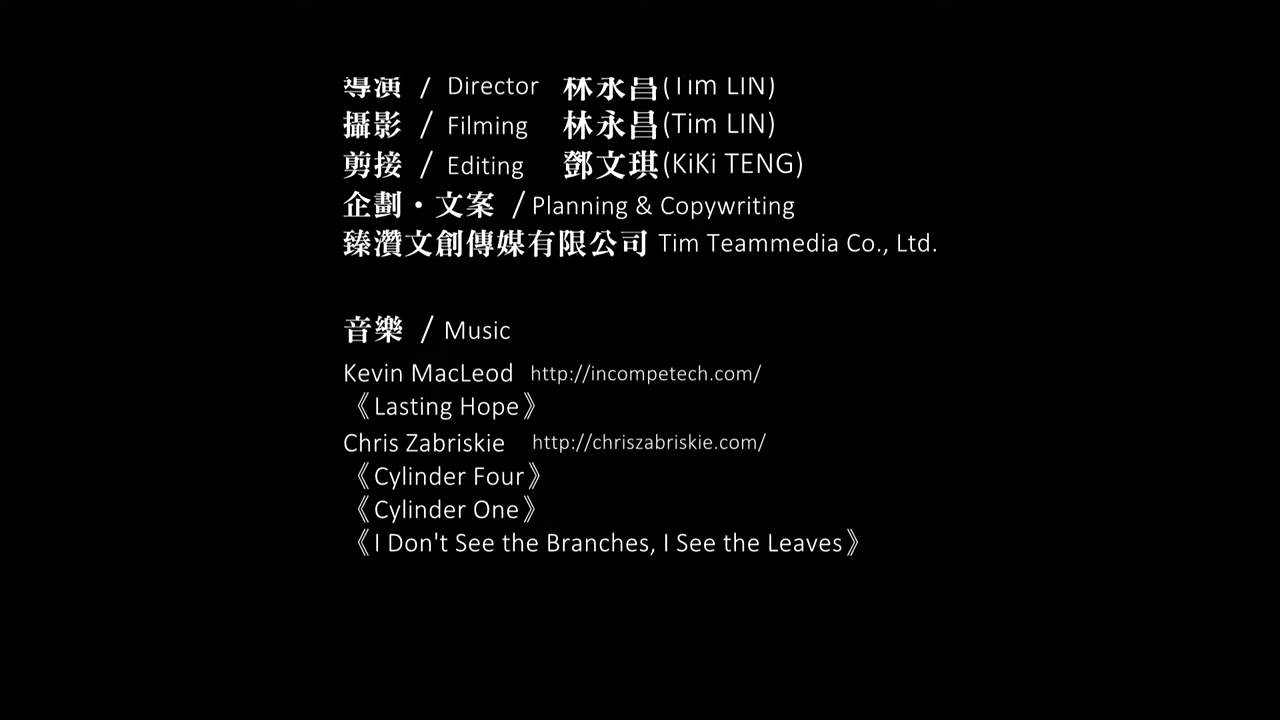 導演 / Director 林永昌(Tim LIN)
攝影 / Filming 林永昌(Tim LIN)
剪接 / Editing 鄧文琪(KiKi TENG)
企劃・文案 / Planning & Copywriting
臻瓚文創傳媒有限公司 Tim Teammedia Co., Ltd.
音樂 / Music
Kevin MacLeod http://incompetech.com/
《Lasting Hope》
Chris Zabriskie http://chriszabriskie.com/
《Cylinder Four》
《Cylinder One》
《I Don't See the Branches, I See the Leaves》